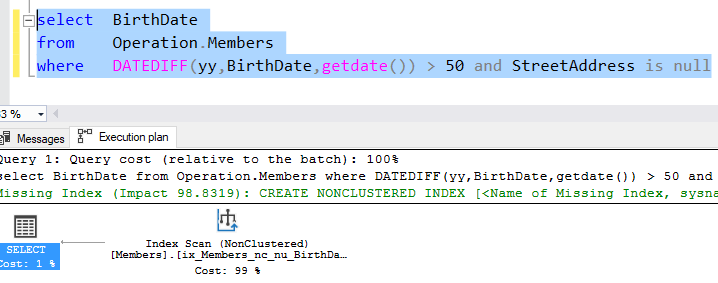 select BirthDate
from Operation.Members
where DATEDIFF(yy,BirthDate,getdate()) > 50 and StreetAddress is null
3 %
Messages
Execution plan
Query 1: Query cost (relative to the batch): 100%
select BirthDate from Operation.Members where DATEDIFF(yy,BirthDate,getdate()) > 50 and
Missing Index (Impact 98.8319): CREATE NONCLUSTERED INDEX [<Name of Missing Index, sysna
SELECT
Cost: 1 %
Index Scan (NonClustered)
[Members].[ix_Members_nc_nu_BirthDa…
Cost: 99 %